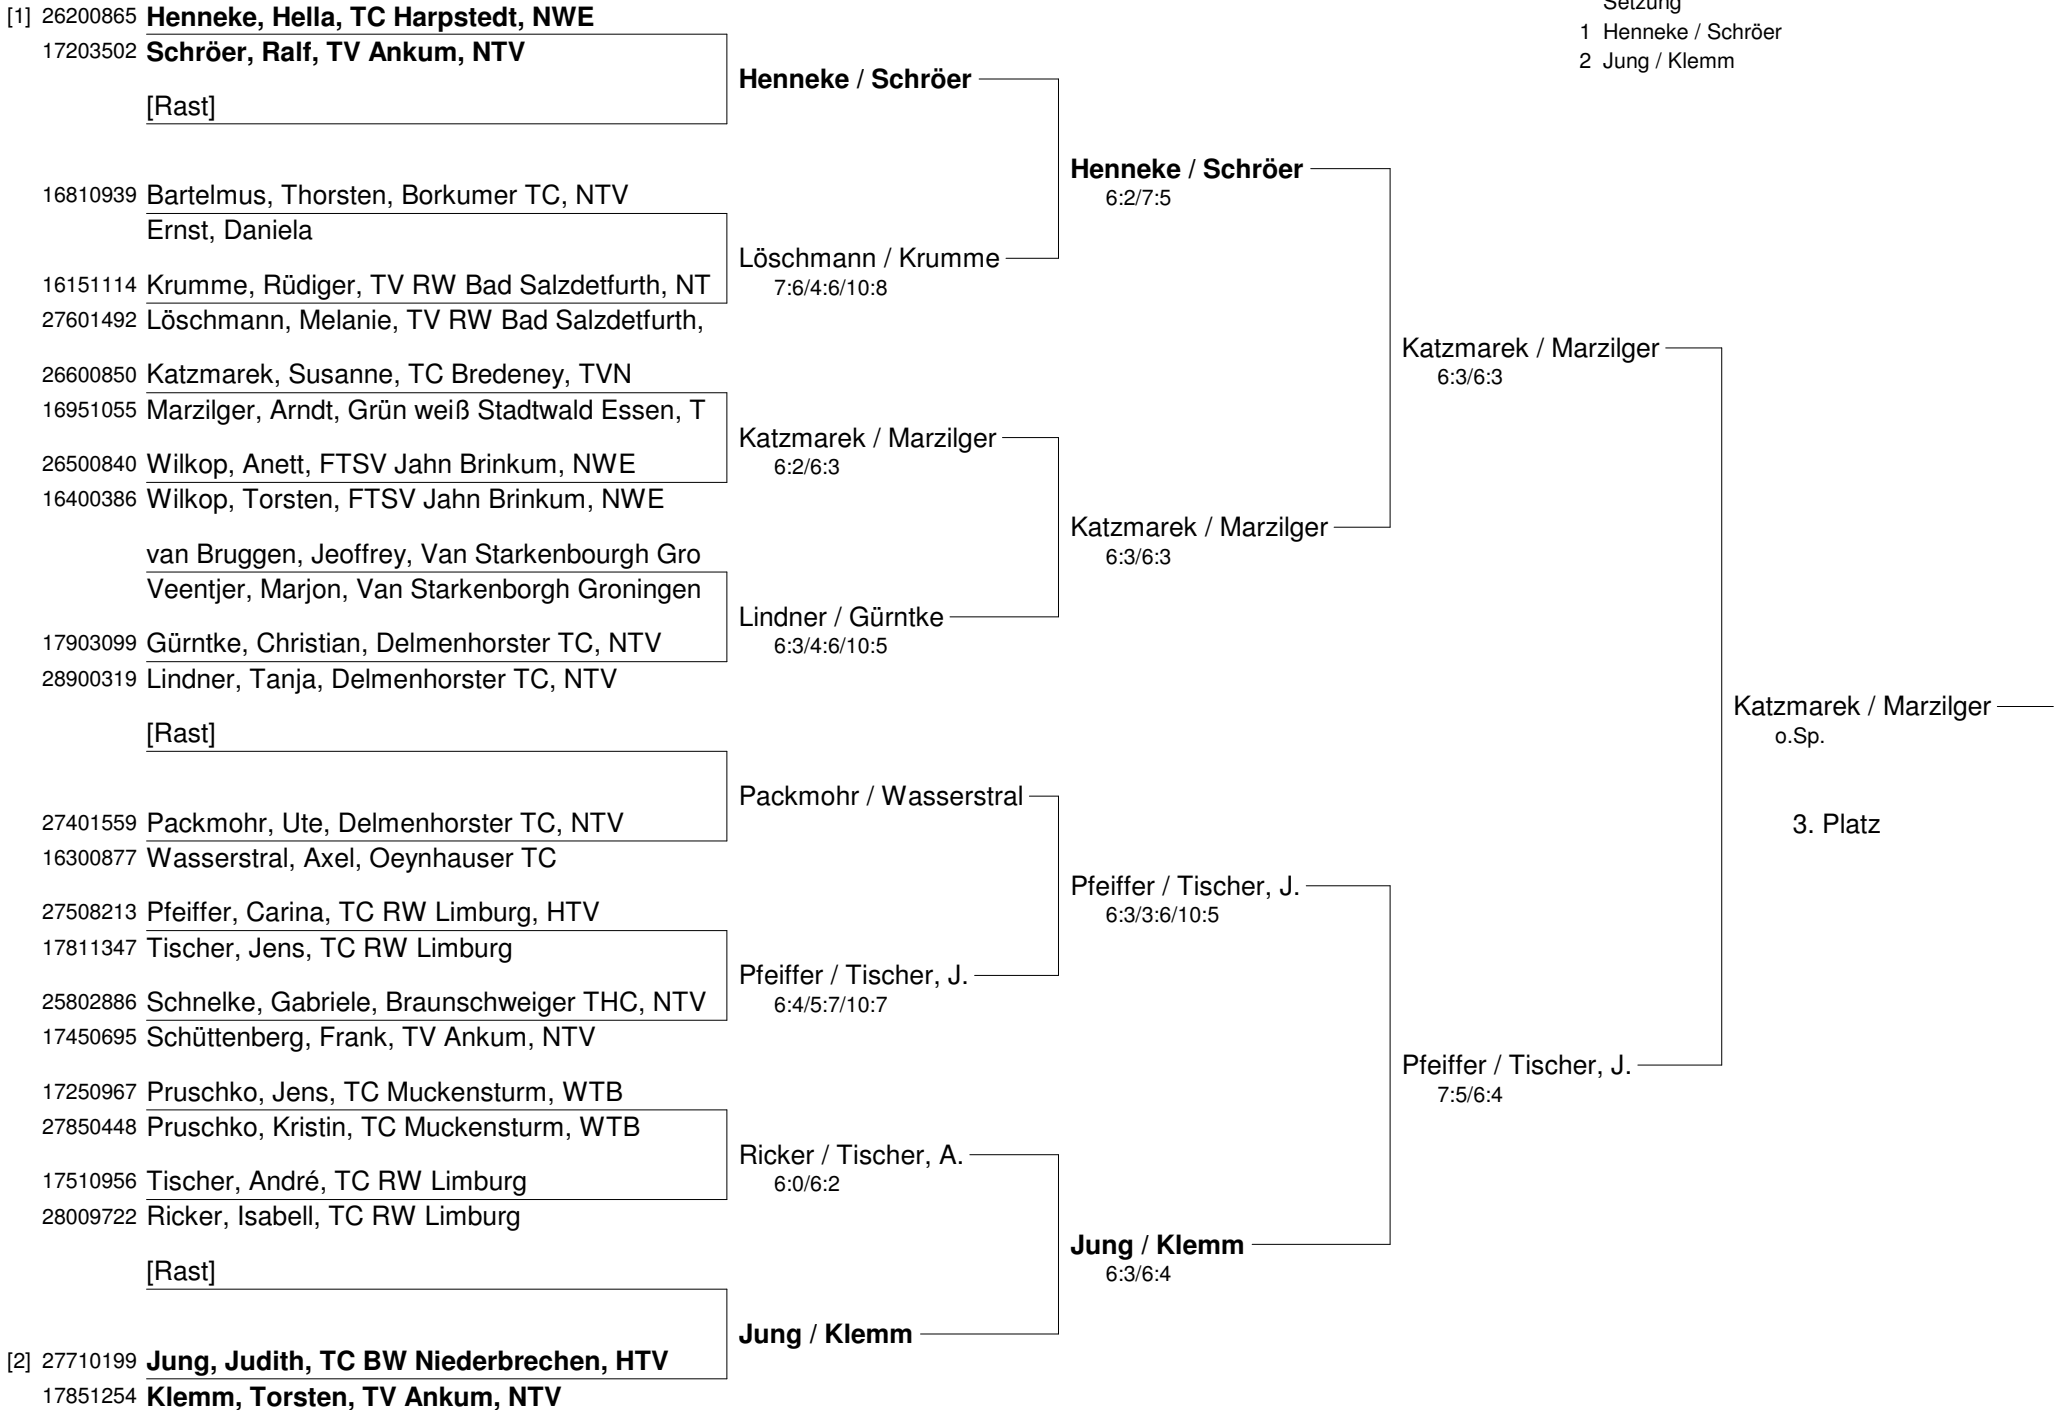 Setzung
1 Henneke / Schröer
2 Jung / Klemm
[1] 26200865 Henneke, Hella, TC Harpstedt, NWE
17203502 Schröer, Ralf, TV Ankum, NTV
Henneke / Schröer
[Rast]
Henneke / Schröer
6:2/7:5
16810939 Bartelmus, Thorsten, Borkumer TC, NTV
Ernst, Daniela
Löschmann / Krumme
7:6/4:6/10:8
16151114 Krumme, Rüdiger, TV RW Bad Salzdetfurth, NT
27601492 Löschmann, Melanie, TV RW Bad Salzdetfurth,
Katzmarek / Marzilger
6:3/6:3
26600850 Katzmarek, Susanne, TC Bredeney, TVN
16951055 Marzilger, Arndt, Grün weiß Stadtwald Essen, T
Katzmarek / Marzilger
6:2/6:3
26500840 Wilkop, Anett, FTSV Jahn Brinkum, NWE
16400386 Wilkop, Torsten, FTSV Jahn Brinkum, NWE
Katzmarek / Marzilger
6:3/6:3
van Bruggen, Jeoffrey, Van Starkenbourgh Gro
Veentjer, Marjon, Van Starkenborgh Groningen
Lindner / Gürntke
6:3/4:6/10:5
17903099 Gürntke, Christian, Delmenhorster TC, NTV
28900319 Lindner, Tanja, Delmenhorster TC, NTV
Katzmarek / Marzilger
o.Sp.
[Rast]
Packmohr / Wasserstral
3. Platz
27401559 Packmohr, Ute, Delmenhorster TC, NTV
16300877 Wasserstral, Axel, Oeynhauser TC
Pfeiffer / Tischer, J.
6:3/3:6/10:5
27508213 Pfeiffer, Carina, TC RW Limburg, HTV
17811347 Tischer, Jens, TC RW Limburg
Pfeiffer / Tischer, J.
6:4/5:7/10:7
25802886 Schnelke, Gabriele, Braunschweiger THC, NTV
17450695 Schüttenberg, Frank, TV Ankum, NTV
Pfeiffer / Tischer, J.
7:5/6:4
17250967 Pruschko, Jens, TC Muckensturm, WTB
27850448 Pruschko, Kristin, TC Muckensturm, WTB
Ricker / Tischer, A.
6:0/6:2
17510956 Tischer, André, TC RW Limburg
28009722 Ricker, Isabell, TC RW Limburg
Jung / Klemm
6:3/6:4
[Rast]
Jung / Klemm
[2] 27710199 Jung, Judith, TC BW Niederbrechen, HTV
17851254 Klemm, Torsten, TV Ankum, NTV